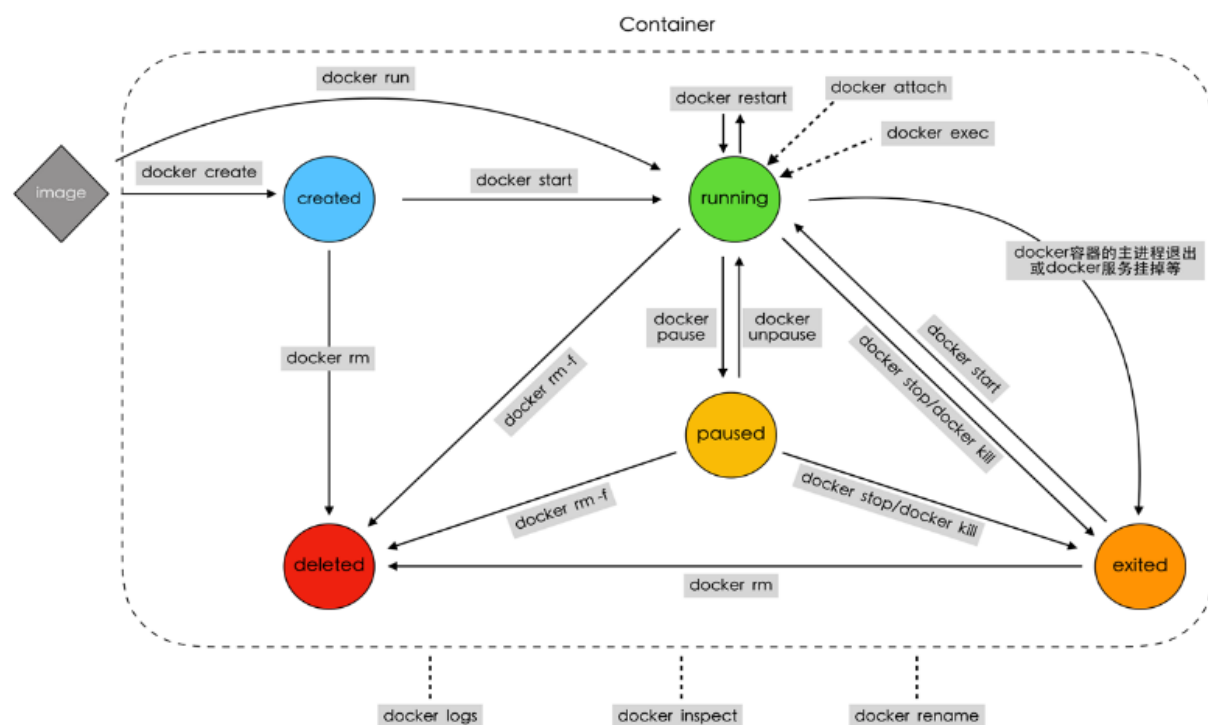 Container
docker run
docker restart
docker attach
docker exec
image
docker create
created
docker start
running
docker容器的主进程退出
或docker服务挂掉等
docker
pause
docker
unpause
docker rm
docker rm -f
docker start
docker stop/docker kill
paused
docker rm -f
docker stop/docker kill
deleted
docker rm
exited
docker logs
docker inspect
docker rename